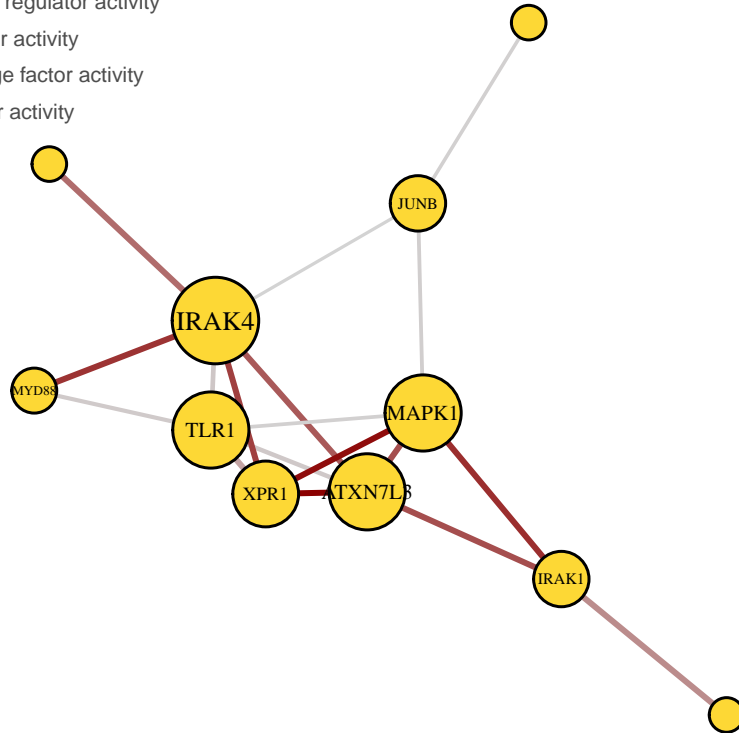 regulator activity
r activity
ge factor activity
r activity
JUNB
IRAK4
MYD88
MAPK1
TLR1
XPR1
ATXN7L3
IRAK1